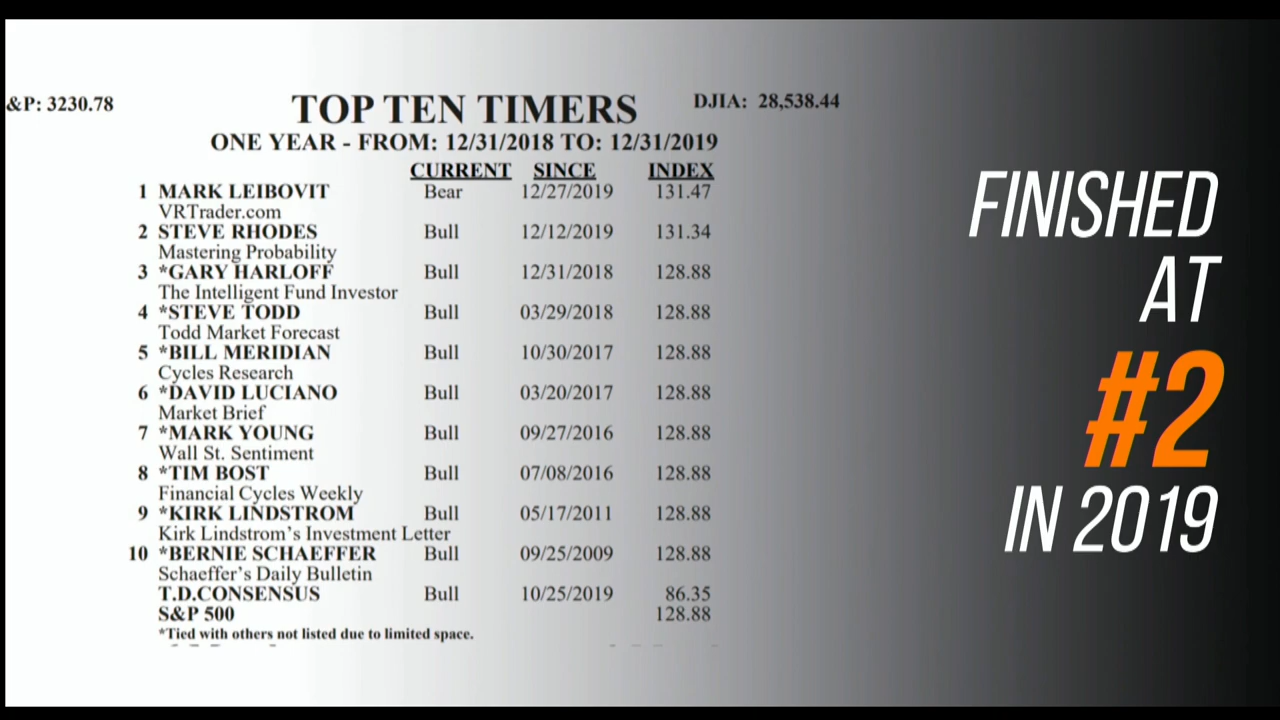 &P: 3230.78
TOP TEN TIMERS
DJIA: 28,538.44
ONE YEAR - FROM: 12/31/2018 TO: 12/31/2019
CURRENT SINCE INDEX
1 MARK LEIBOVIT Bear 12/27/2019 131.47
VRTrader.com
2 STEVE RHODES Bull 12/12/2019 131.34
Mastering Probability
3 *GARY HARLOFF Bull 12/31/2018 128.88
The Intelligent Fund Investor
4 *STEVE TODD Bull 03/29/2018 128.88
Todd Market Forecast
5 *BILL MERIDIAN Bull 10/30/2017 128.88
Cycles Research
6 *DAVID LUCIANO Bull 03/20/2017 128.88
Market Brief
7 *MARK YOUNG Bull 09/27/2016 128.88
Wall St. Sentiment
8 *TIM BOST Bull 07/08/2016 128.88
Financial Cycles Weekly
9 *KIRK LINDSTROM Bull 05/17/2011 128.88
Kirk Lindstrom's Investment Letter
10 *BERNIE SCHAEFFER Bull 09/25/2009 128.88
Schaeffer's Daily Bulletin
T.D.CONSENSUS Bull 10/25/2019 86.35
S&P 500 128.88
*Tied with others not listed due to limited space.
FINISHED
AT
#2
IN 2019